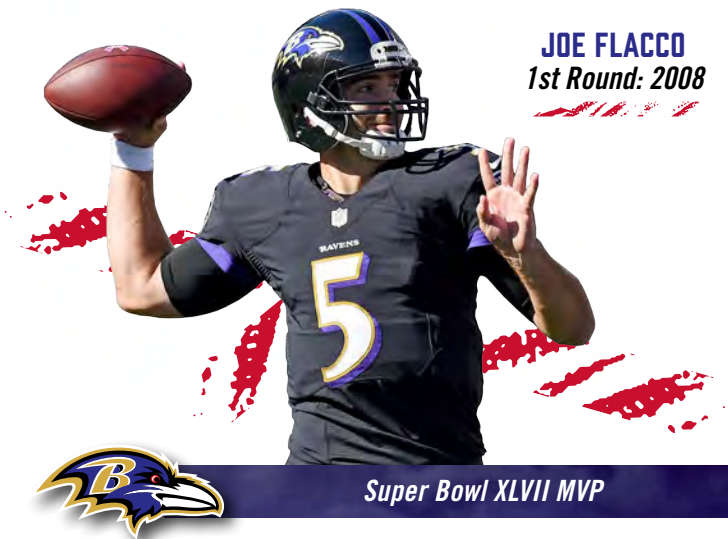 JOE FLACCO
1st Round: 2008
RAVENS
5
B
B
Super Bowl XLVII MVP